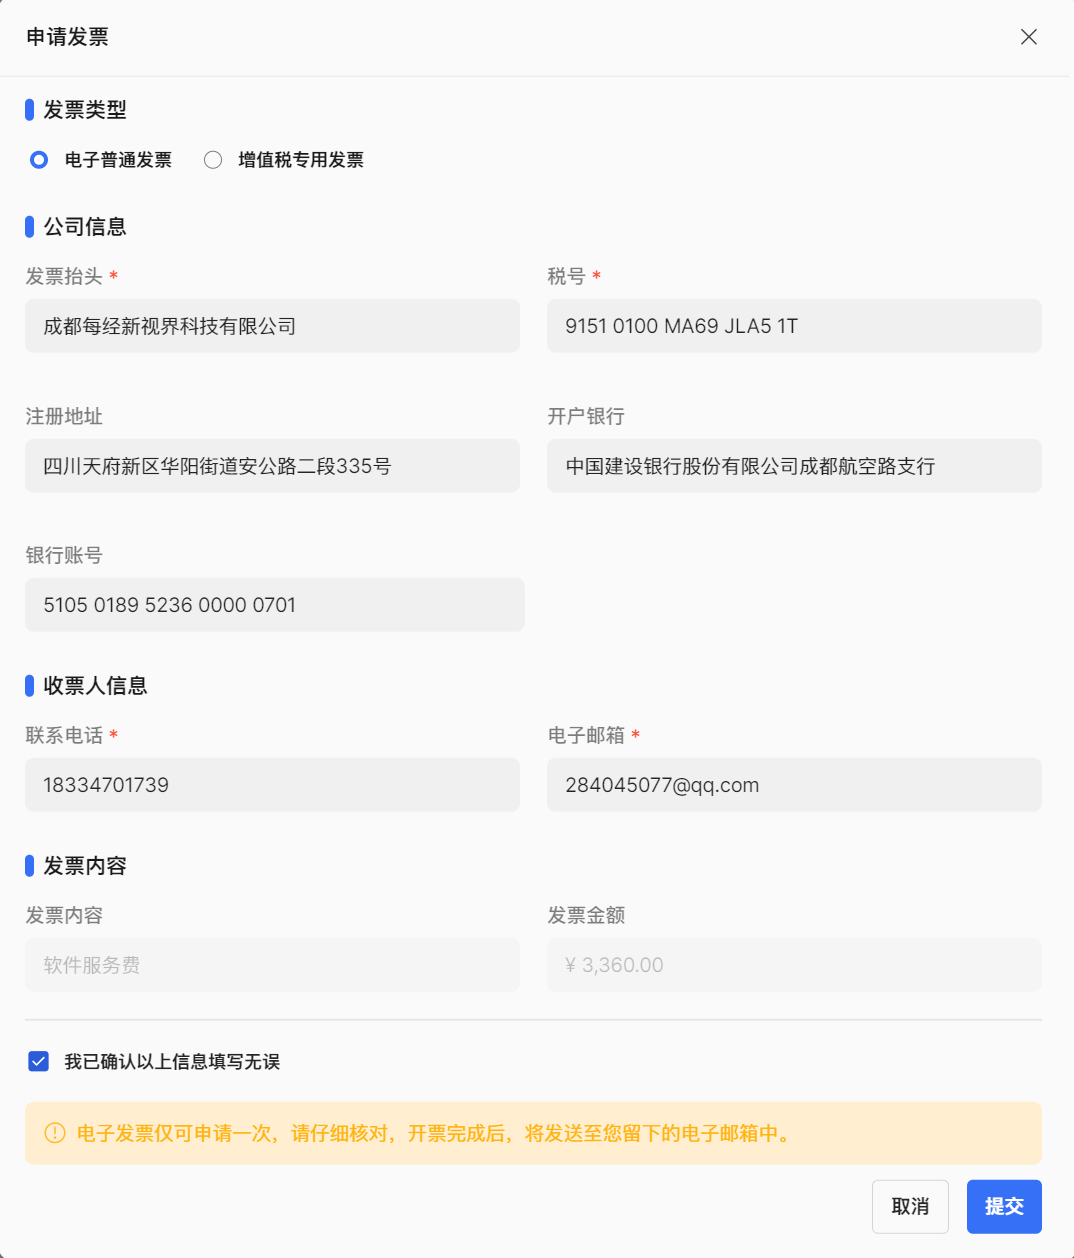 申请发票
发票类型
电子普通发票 增值税专用发票
公司信息
发票抬头 * 税号 *
成都每经新视界科技有限公司 9151 0100 MA69 JLA5 1T
注册地址 开户银行
四川天府新区华阳街道安公路二段335号 中国建设银行股份有限公司成都航空路支行
银行账号
5105 0189 5236 0000 0701
收票人信息
联系电话 * 电子邮箱 *
18334701739 284045077@qq.com
发票内容
发票内容 发票金额
软件服务费 ¥ 3,360.00
我已确认以上信息填写无误
电子发票仅可申请一次，请仔细核对，开票完成后，将发送至您留下的电子邮箱中。
取消 提交